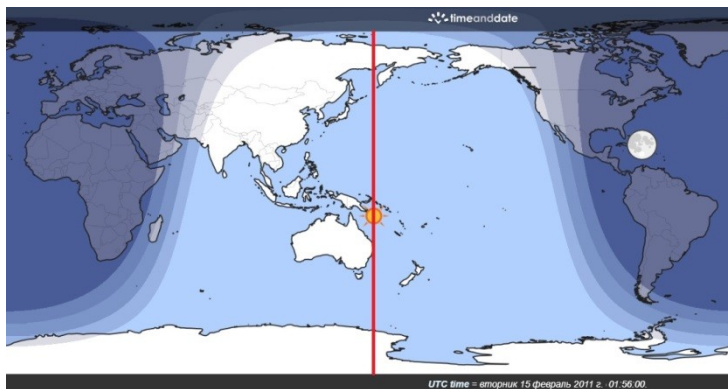 timeanddate
UTC time = вторник 15 февраль 2011 г. · 01:56:00